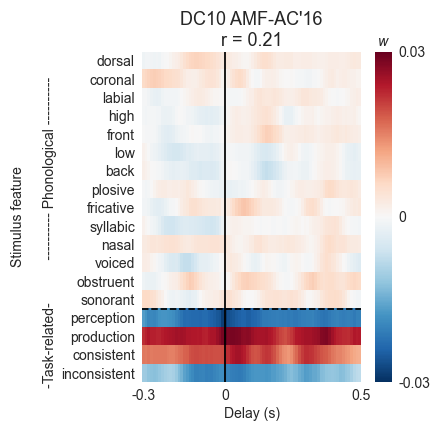 DC10 AMF-AC'16
r = 0.21
w
Stimulus feature
---------- Phonological ----------
-Task-related-
dorsal
coronal
labial
high
front
low
back
plosive
fricative
syllabic
nasal
voiced
obstruent
sonorant
perception
production
consistent
inconsistent
0.03
0
-0.03
-0.3
0
0.5
Delay (s)